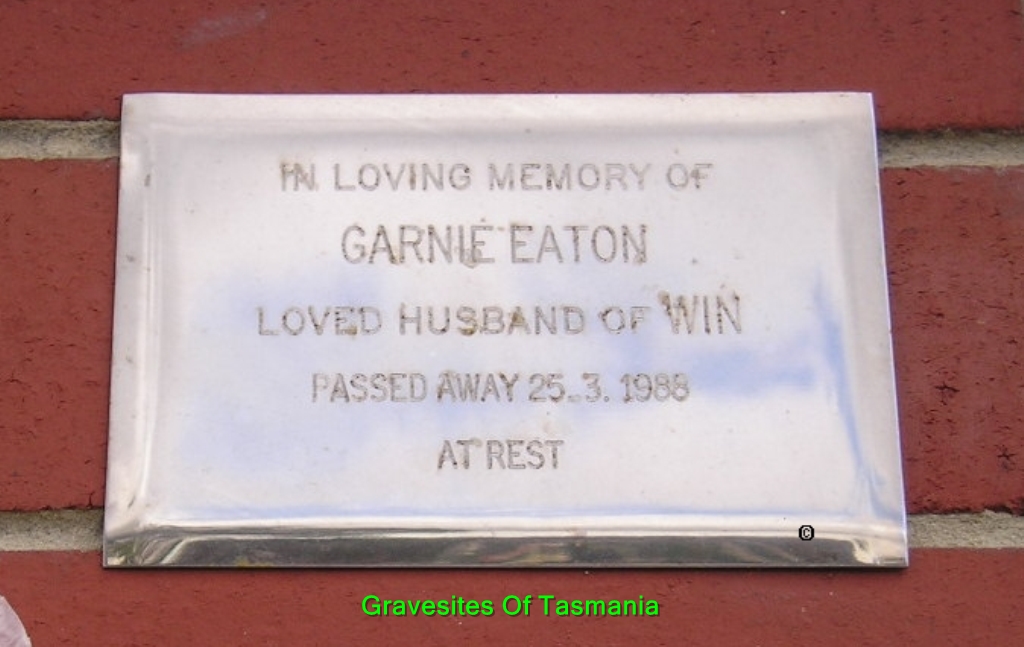 IN LOVING MEMORY OF
GARNIE EATON
LOVED HUSBAND OF WIN
PASSED AWAY 25.3.1988
AT REST
©
Gravesites Of Tasmania